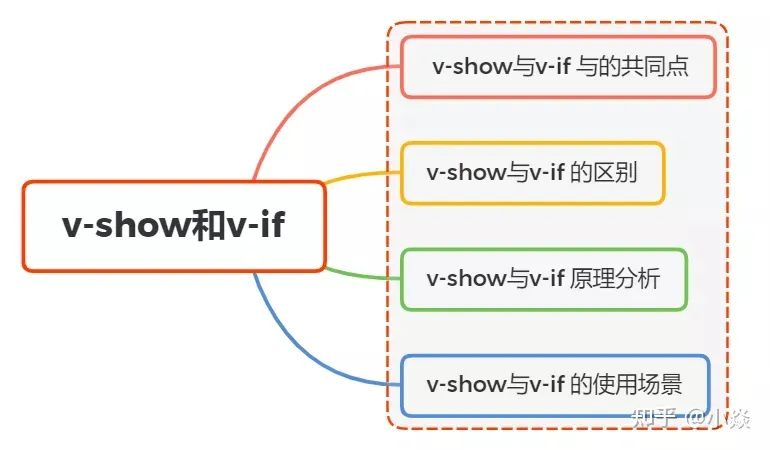 v-show与v-if 与的共同点
v-show与v-if 的区别
v-show和v-if
v-show与v-if 原理分析
v-show与v-if 的使用场景
知乎 @小焱